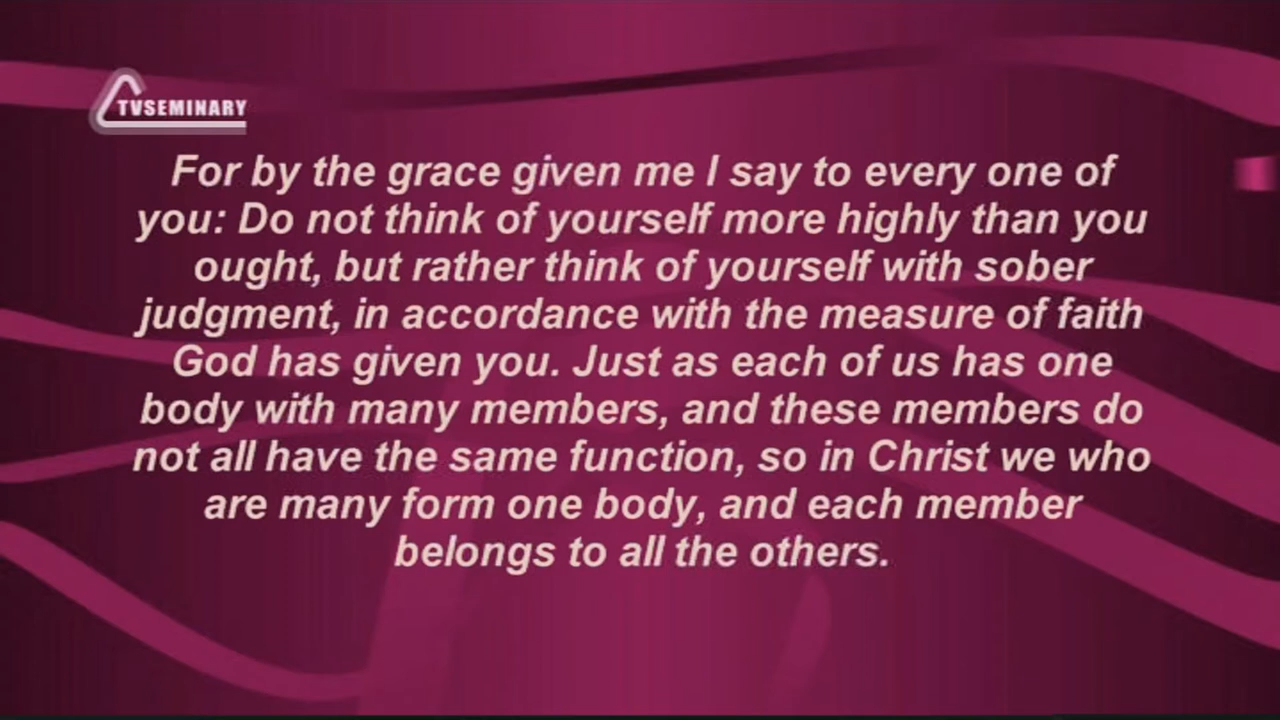 TVSEMINARY
For by the grace given me I say to every one of
you: Do not think of yourself more highly than you
ought, but rather think of yourself with sober
judgment, in accordance with the measure of faith
God has given you. Just as each of us has one
body with many members, and these members do
not all have the same function, so in Christ we who
are many form one body, and each member
belongs to all the others.